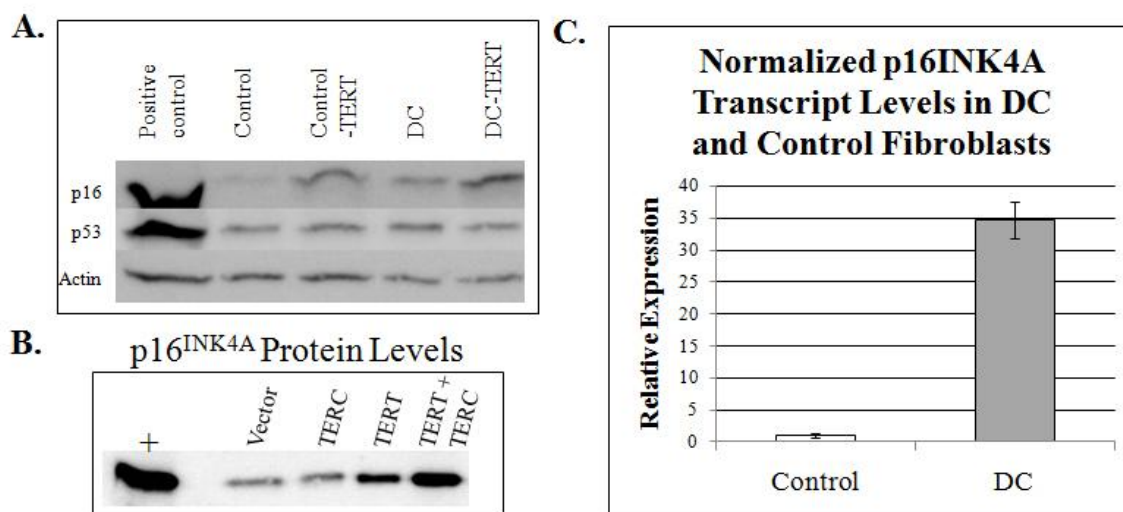 A.
Positive
control
Control
Control
-TERT
DC
DC-TERT
p16
p53
Actin
B.
p16INK4A Protein Levels
+
Vector
TERC
TERT
TERT +
TERC
C.
Normalized p16INK4A
Transcript Levels in DC
and Control Fibroblasts
Relative Expression
40
35
30
25
20
15
10
5
0
Control
DC